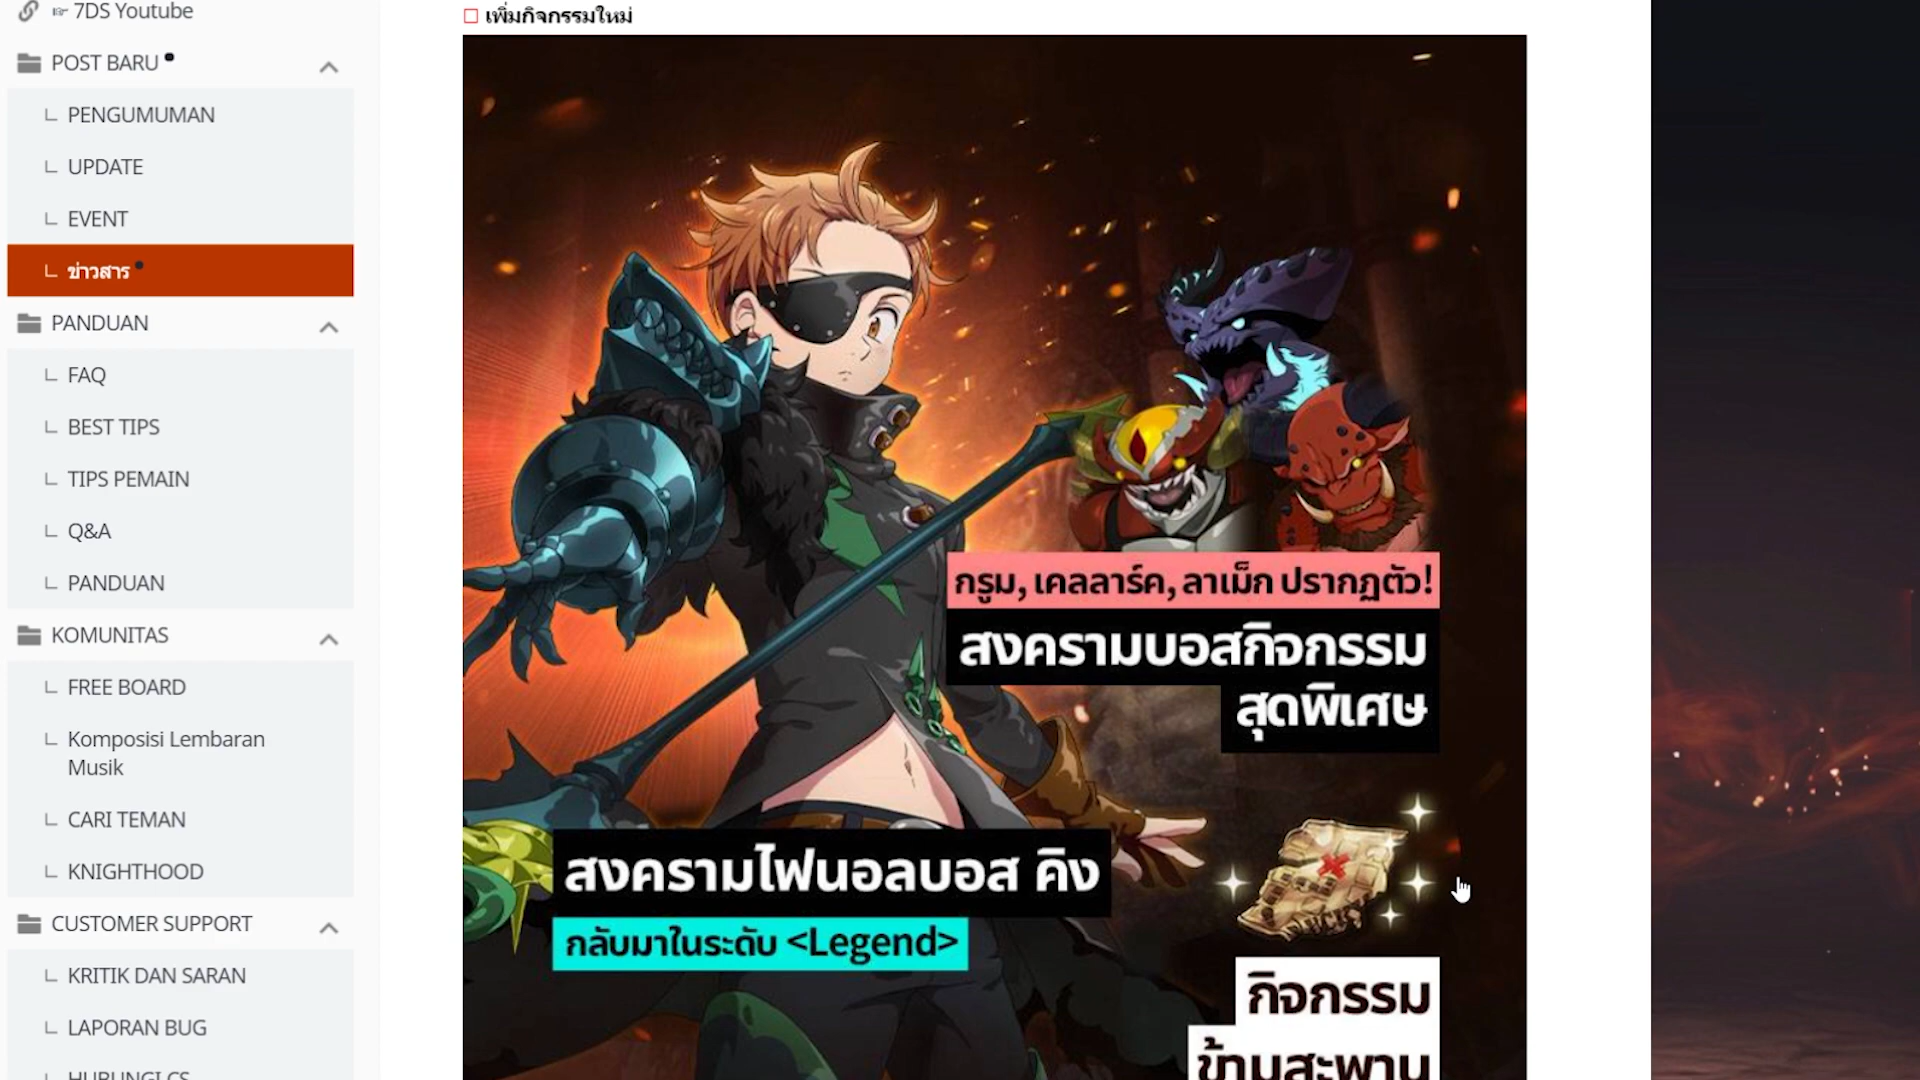 ☞ 7DS Youtube
POST BARU
PENGUMUMAN
UPDATE
EVENT
ข่าวสาร
PANDUAN
FAQ
BEST TIPS
TIPS PEMAIN
Q&A
PANDUAN
KOMUNITAS
FREE BOARD
Komposisi Lembaran
Musik
CARI TEMAN
KNIGHTHOOD
CUSTOMER SUPPORT
KRITIK DAN SARAN
LAPORAN BUG
HUBUNGI CS
□ เพิ่มกิจกรรมใหม่
กรูม, เคลลาร์ค, ลาเม็ก ปรากฏตัว!
สงครามบอสกิจกรรม
สุดพิเศษ
สงครามไฟนอลบอส คิง
กลับมาในระดับ <Legend>
กิจกรรม
ข้ามสะพาน